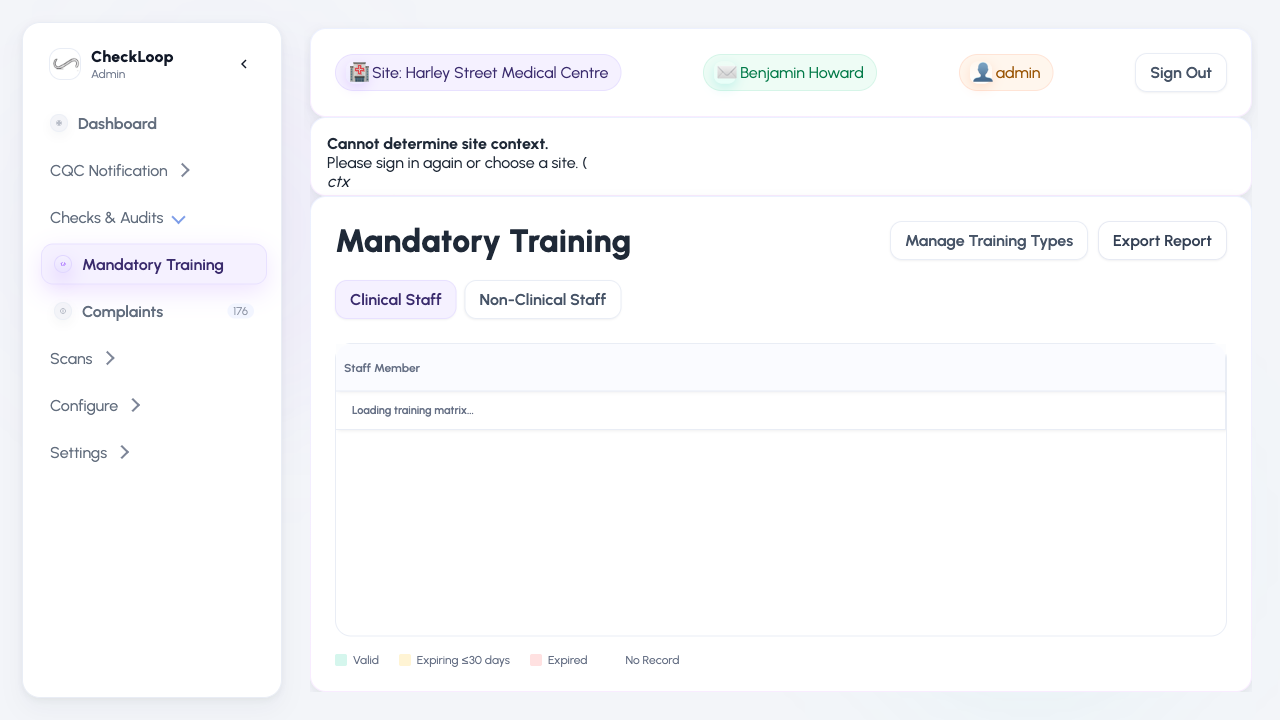 CheckLoop
Admin
Dashboard
CQC Notification
Checks & Audits
Mandatory Training
Complaints 176
Scans
Configure
Settings
Site: Harley Street Medical Centre
Benjamin Howard
admin
Sign Out
Cannot determine site context.
Please sign in again or choose a site. (
ctx
Mandatory Training
Manage Training Types
Export Report
Clinical Staff
Non-Clinical Staff
Staff Member
Loading training matrix…
Valid
Expiring ≤30 days
Expired
No Record